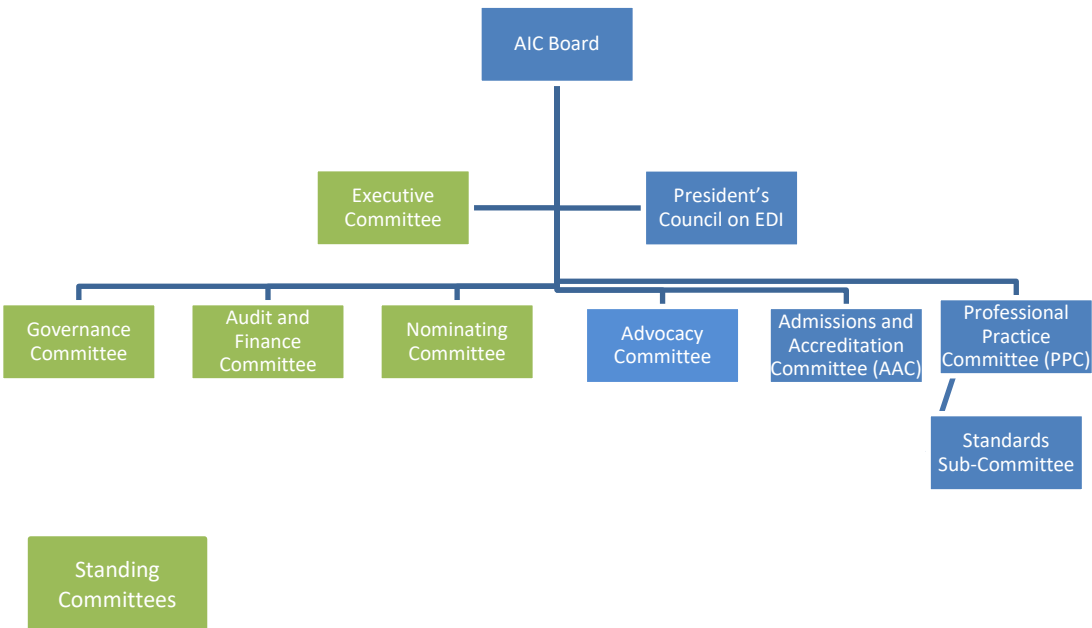 AIC Board
Executive
Committee
President’s
Council on EDI
Governance
Committee
Audit and
Finance
Committee
Nominating
Committee
Advocacy
Committee
Admissions and
Accreditation
Committee (AAC)
Professional
Practice
Committee (PPC)
Standards
Sub-Committee
Standing
Committees